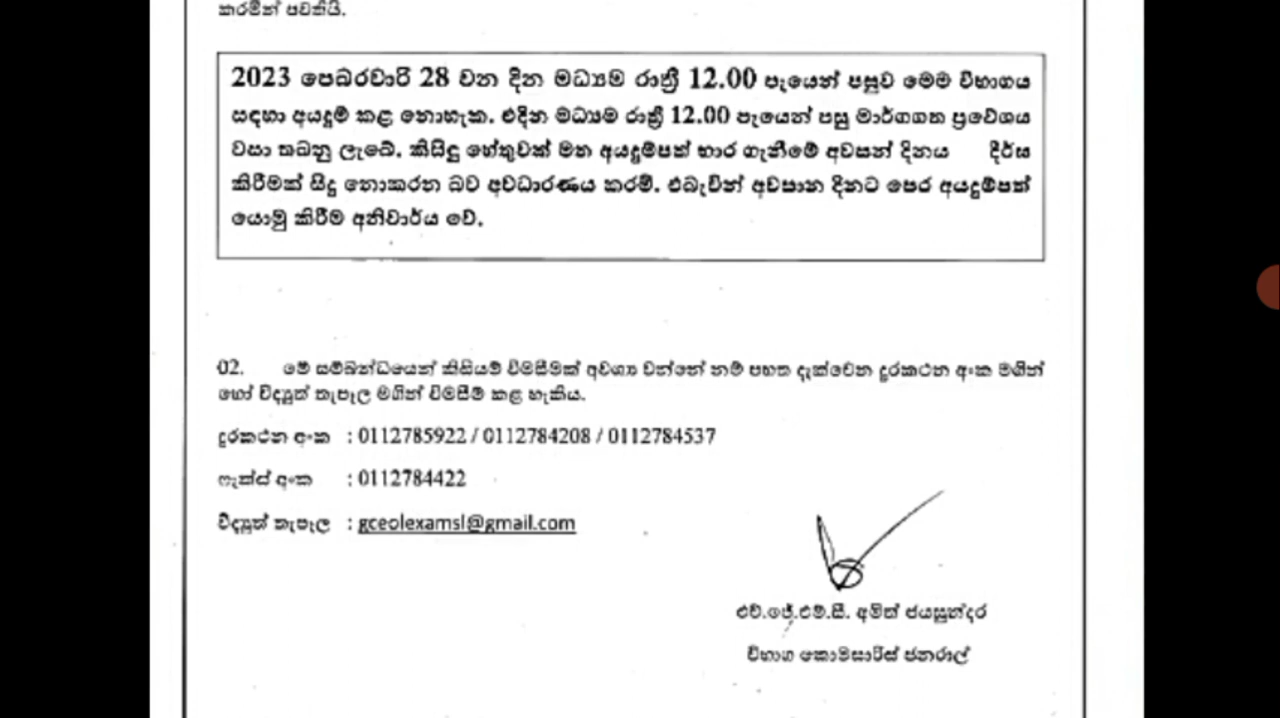 කරමින් පවතියි.
2023 පෙබරවාරි 28 වන දින මධ්‍යම රාත්‍රී 12.00 පැයෙන් පසුව මෙම විභාගය
සඳහා අයදුම් කළ නොහැක. එදින මධ්‍යම රාත්‍රී 12.00 පැයෙන් පසු මාර්ගගත ප්‍රවේශය
වසා තබනු ලැබේ. කිසිඳු හේතුවක් මත අයදුම්පත් භාර ගැනීමේ අවසන් දිනය දීර්ඝ
කිරීමක් සිදු නොකරන බව අවධාරණය කරමි. එබැවින් අවසාන දිනට පෙර අයදුම්පත්
යොමු කිරීම අනිවාර්ය වේ.
02. මේ සම්බන්ධයෙන් කිසියම් විමසීමක් අවශ්‍ය වන්නේ නම් පහත දැක්වෙන දුරකථන අංක මගින්
හෝ විද්‍යුත් තැපැල මගින් විමසීම් කළ හැකිය.
දුරකථන අංක : 0112785922 / 0112784208 / 0112784537
ෆැක්ස් අංක : 0112784422
විද්‍යුත් තැපැල : gceolexamsl@gmail.com
එච්.ජේ.එම්.සී. අමිත් ජයසුන්දර
විභාග කොමසාරිස් ජනරාල්